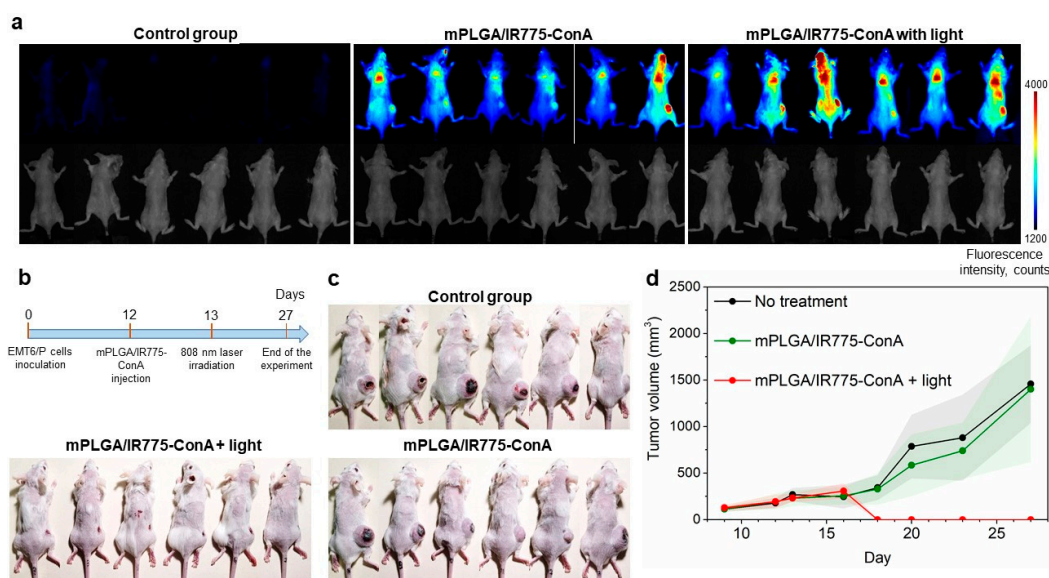 a
Control group
mPLGA/IR775-ConA
mPLGA/IR775-ConA with light
4000
1200
Fluorescence
intensity, counts
b
Days
0
12
13
27
EMT6/P cells
inoculation
mPLGA/IR775-
ConA
injection
808 nm laser
irradiation
End of the
experiment
mPLGA/IR775-ConA + light
c
Control group
mPLGA/IR775-ConA
d
Tumor volume (mm³)
2500
2000
1500
1000
500
0
No treatment
mPLGA/IR775-ConA
mPLGA/IR775-ConA + light
10
15
20
25
Day